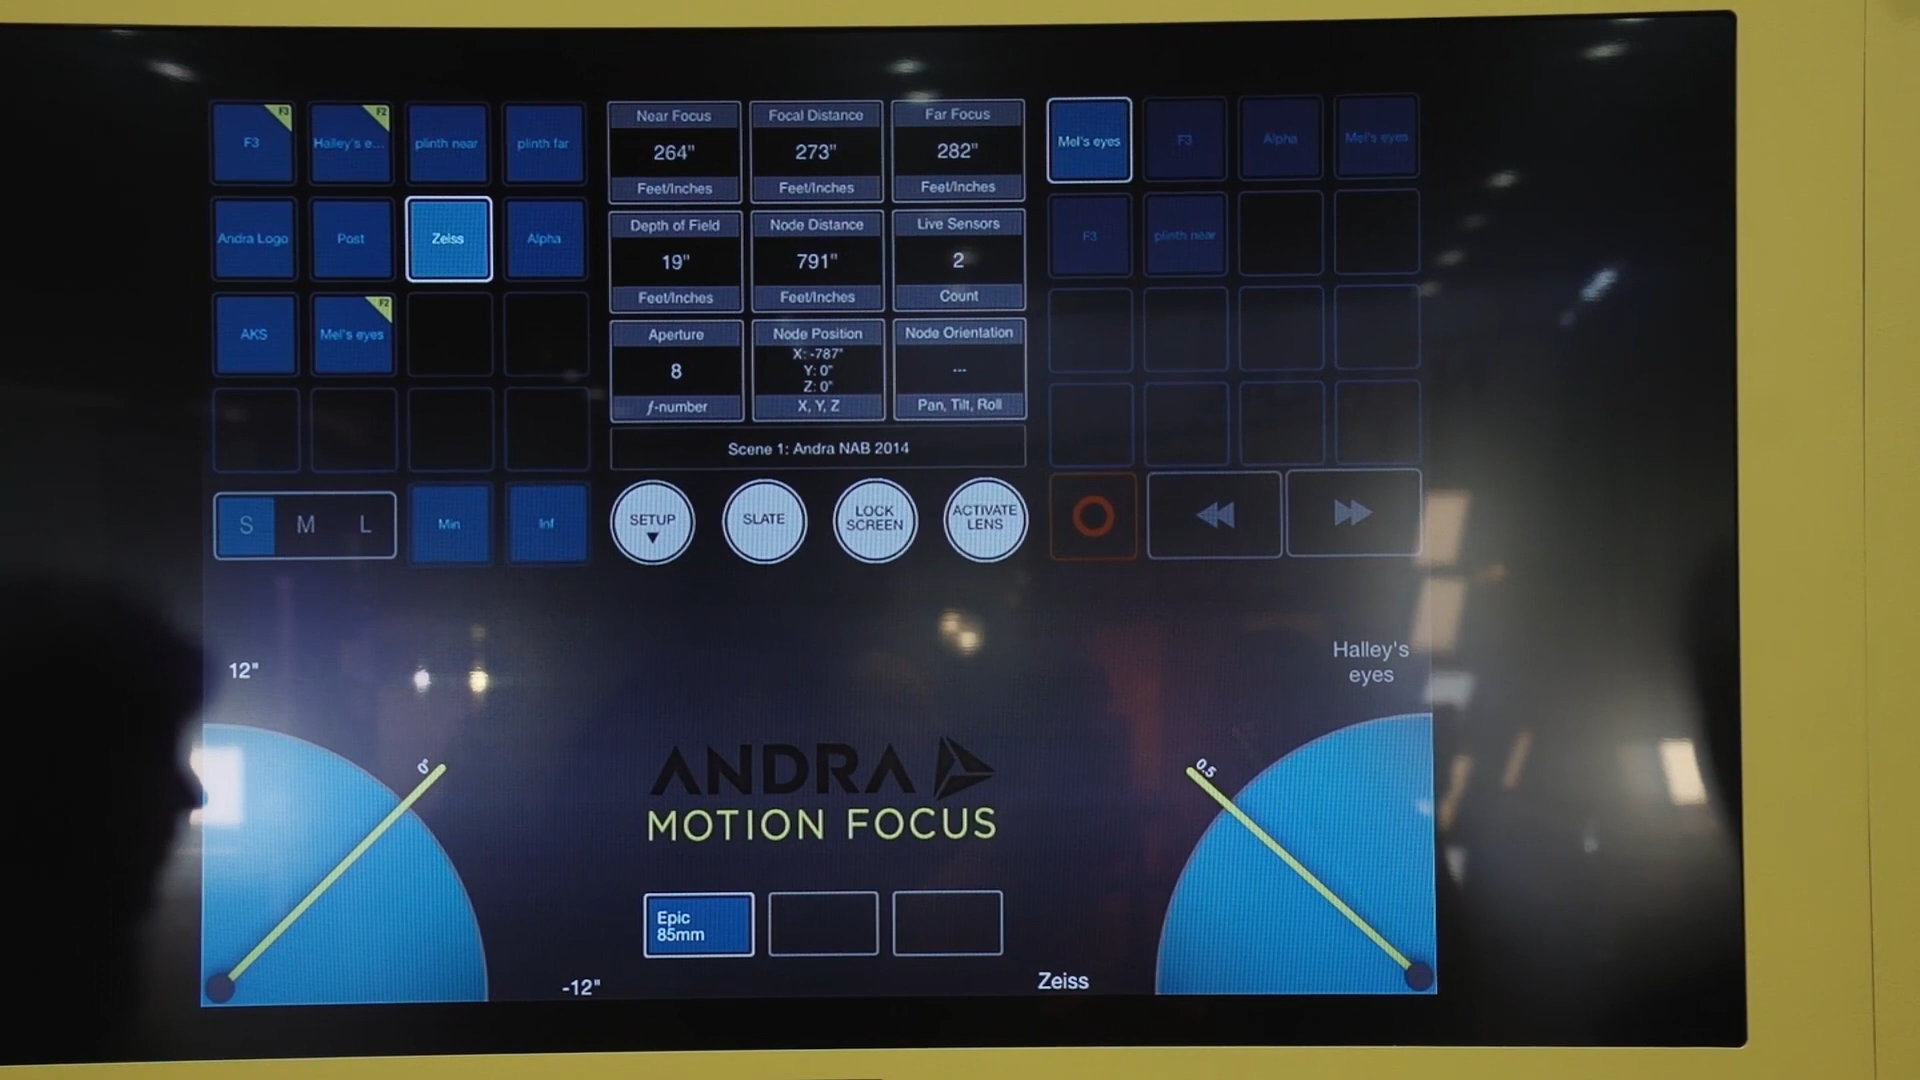 F3 F3
Halley's e... F2
plinth near
plinth far
Andra Logo
Post
Zeiss
Alpha
AKS
Mel's eyes F2
S M L
Min
Inf
Near Focus
264"
Feet/Inches
Focal Distance
273"
Feet/Inches
Far Focus
282"
Feet/Inches
Depth of Field
19"
Feet/Inches
Node Distance
791"
Feet/Inches
Live Sensors
2
Count
Aperture
8
f-number
Node Position
X: -787"
Y: 0"
Z: 0"
X, Y, Z
Node Orientation
---
Pan, Tilt, Roll
Scene 1: Andra NAB 2014
SETUP
SLATE
LOCK
SCREEN
ACTIVATE
LENS
Mel's eyes
F3
Alpha
Mel's eyes
F3
plinth near
12"
0"
-12"
ANDRA
MOTION FOCUS
Epic
85mm
Halley's
eyes
0.5
Zeiss